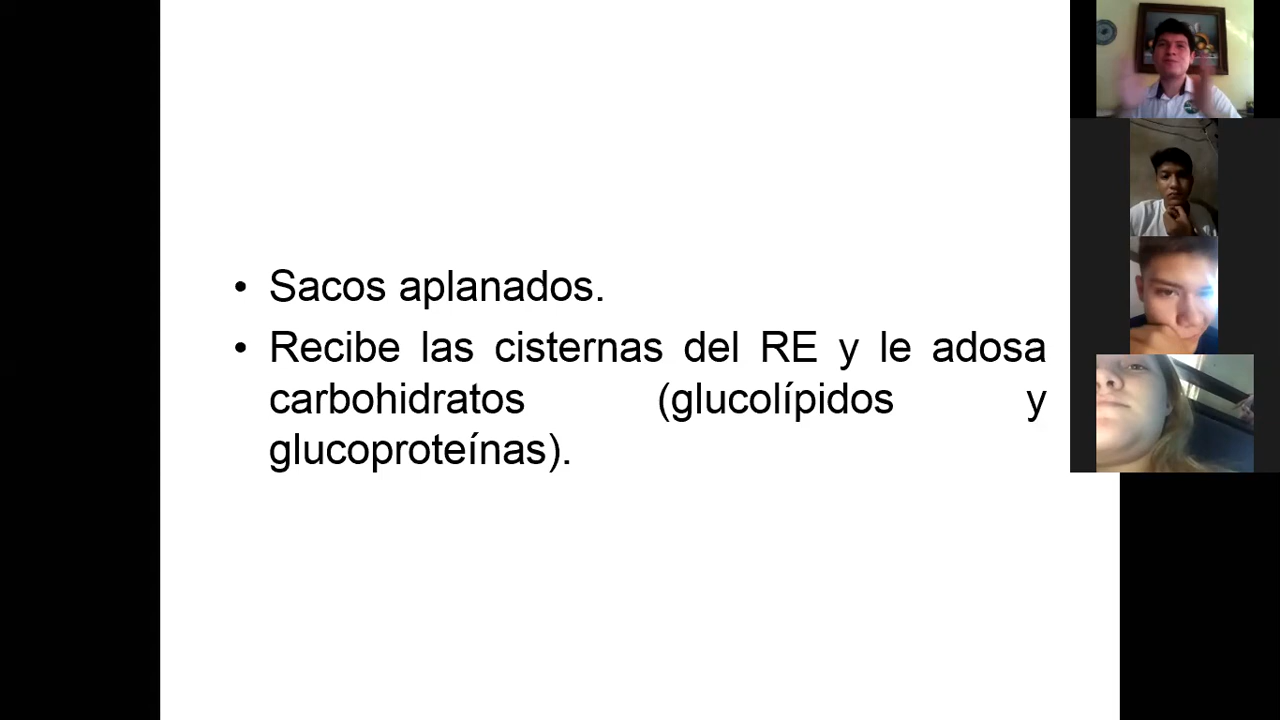 • Sacos aplanados.
• Recibe las cisternas del RE y le adosa
carbohidratos (glucolípidos y
glucoproteínas).